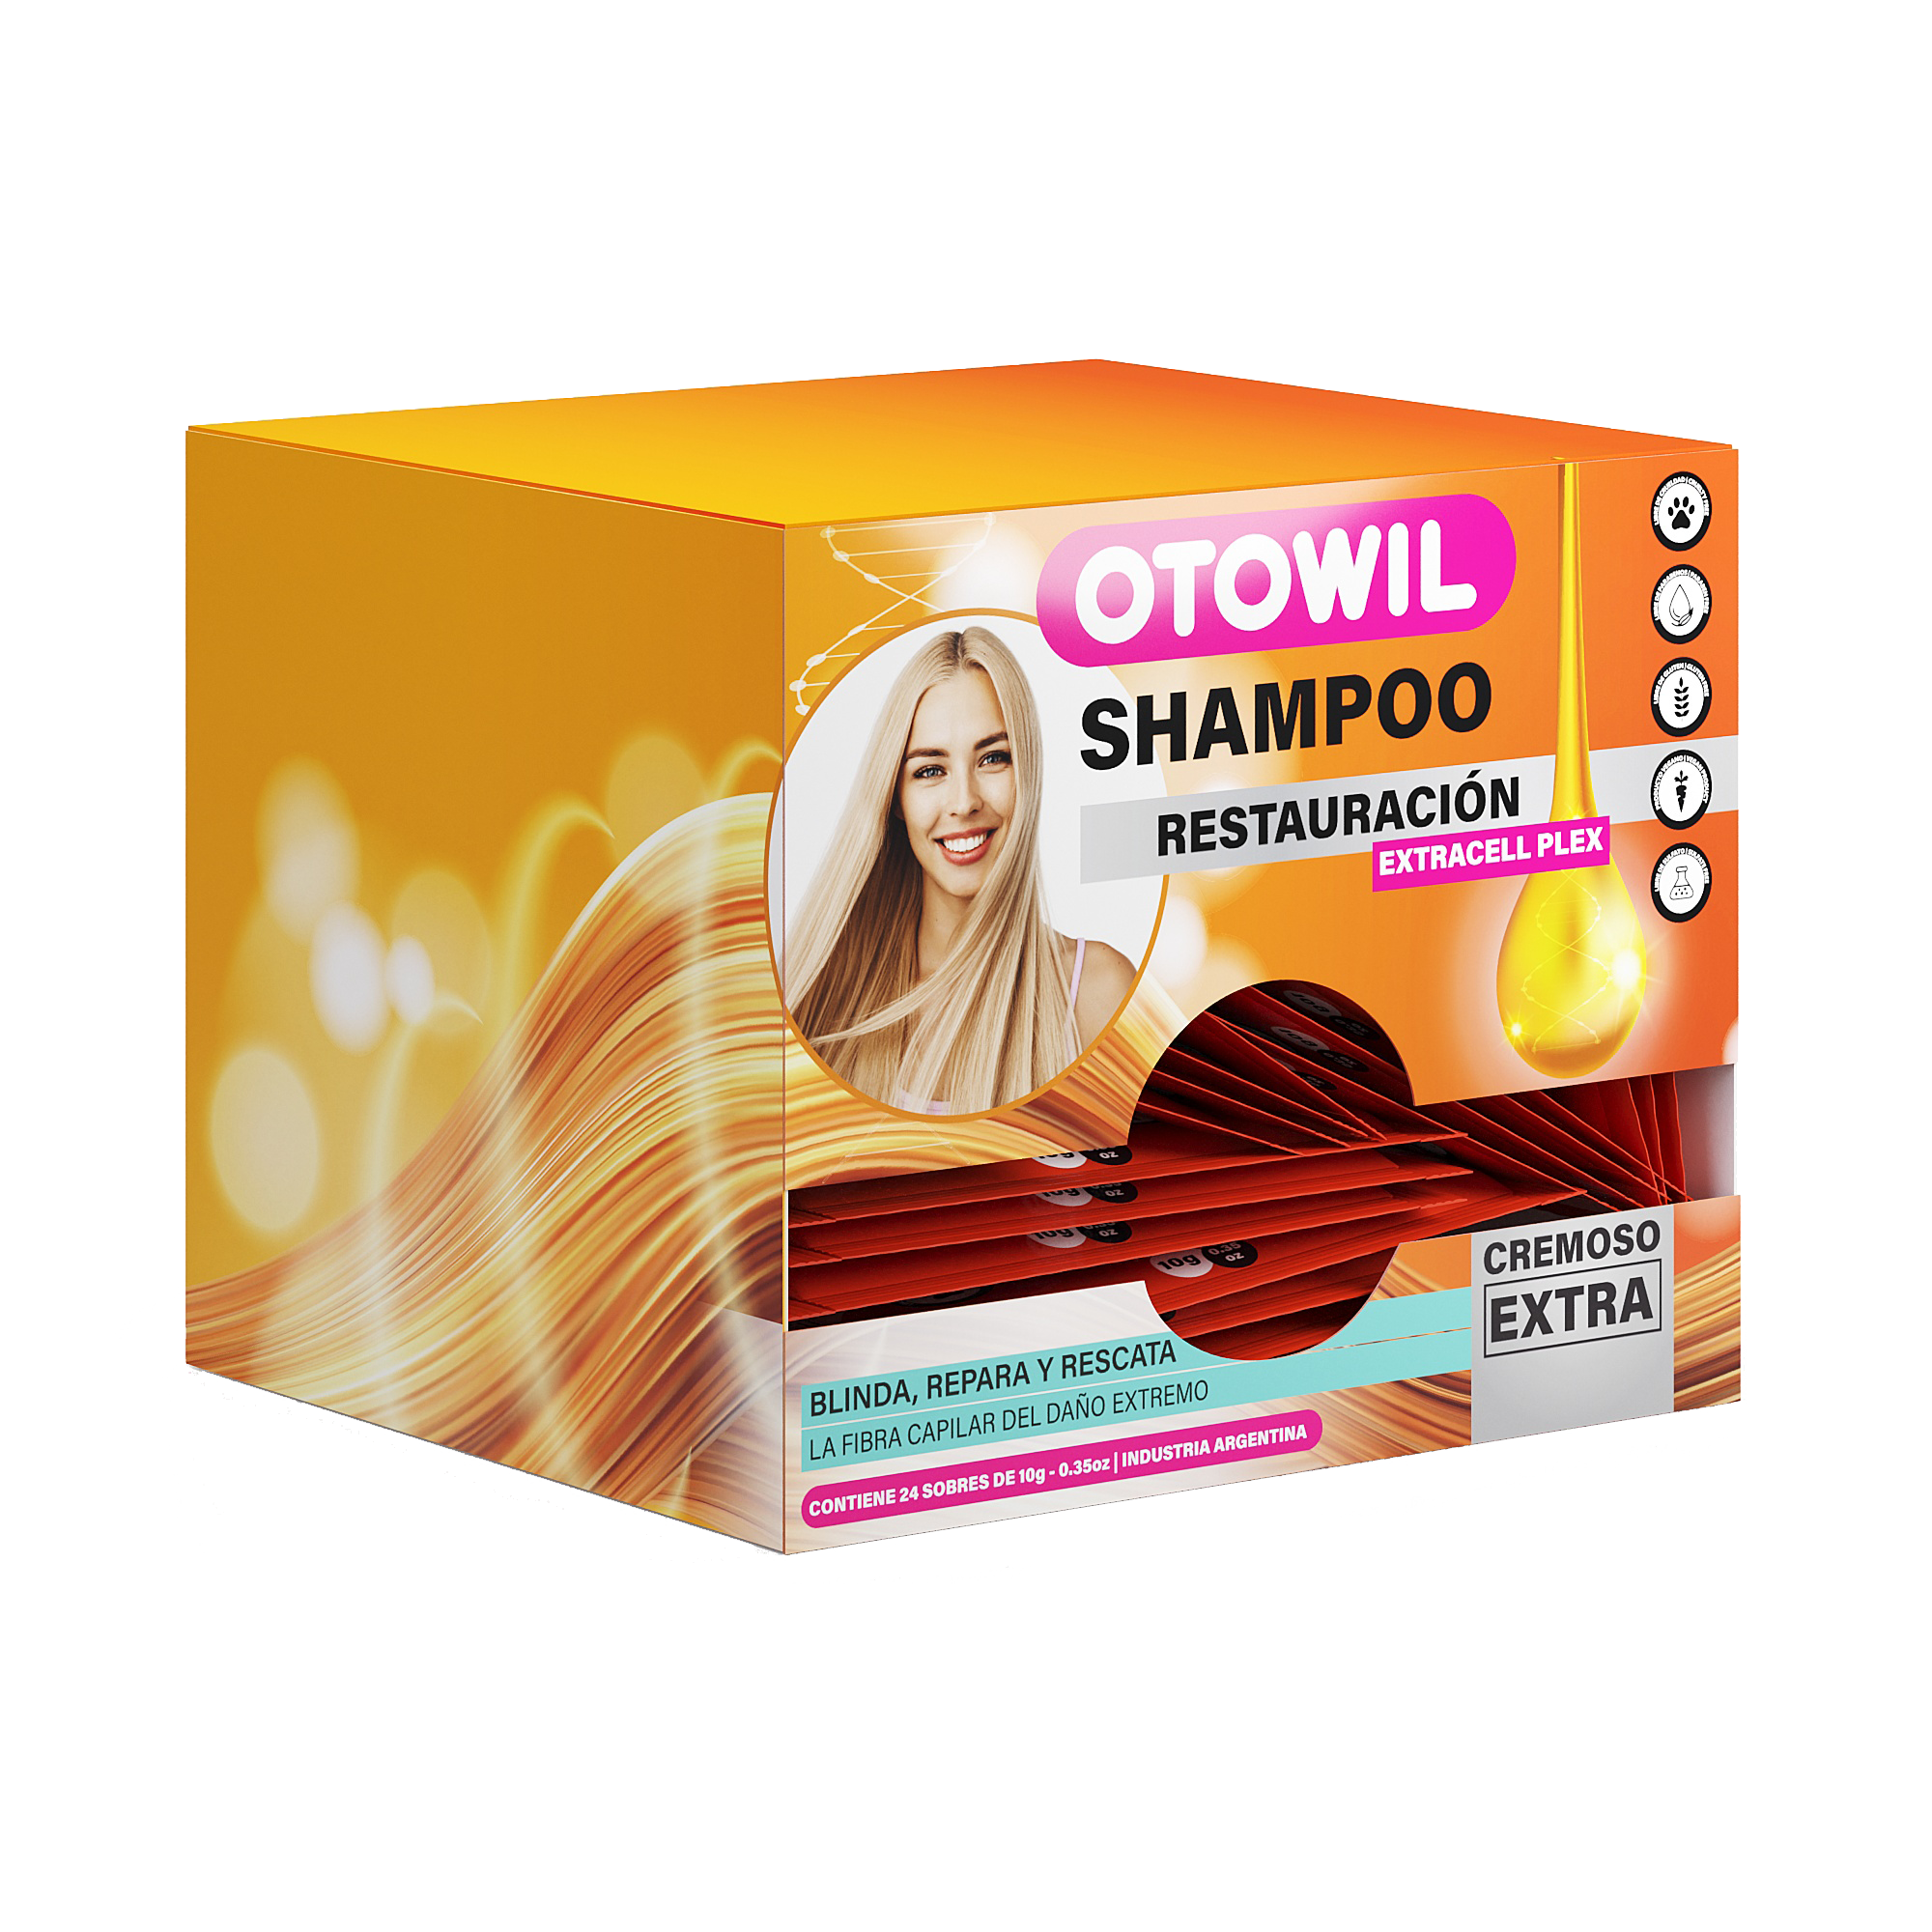 OTOWIL
SHAMPOO
RESTAURACIÓN
EXTRACELL PLEX
10g 0.35 oz
CREMOSO
EXTRA
BLINDA, REPARA Y RESCATA
LA FIBRA CAPILAR DEL DAÑO EXTREMO
CONTIENE 24 SOBRES DE 10g - 0.35oz | INDUSTRIA ARGENTINA